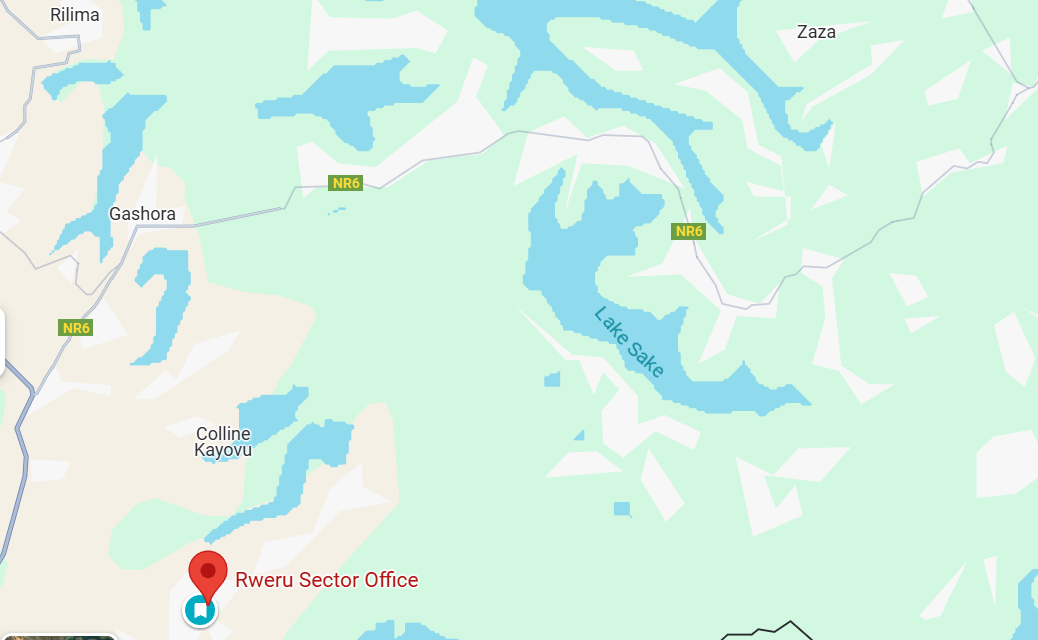 Rilima
Zaza
NR6
Gashora
NR6
Lake Sake
NR6
Colline
Kayovu
Rweru Sector Office